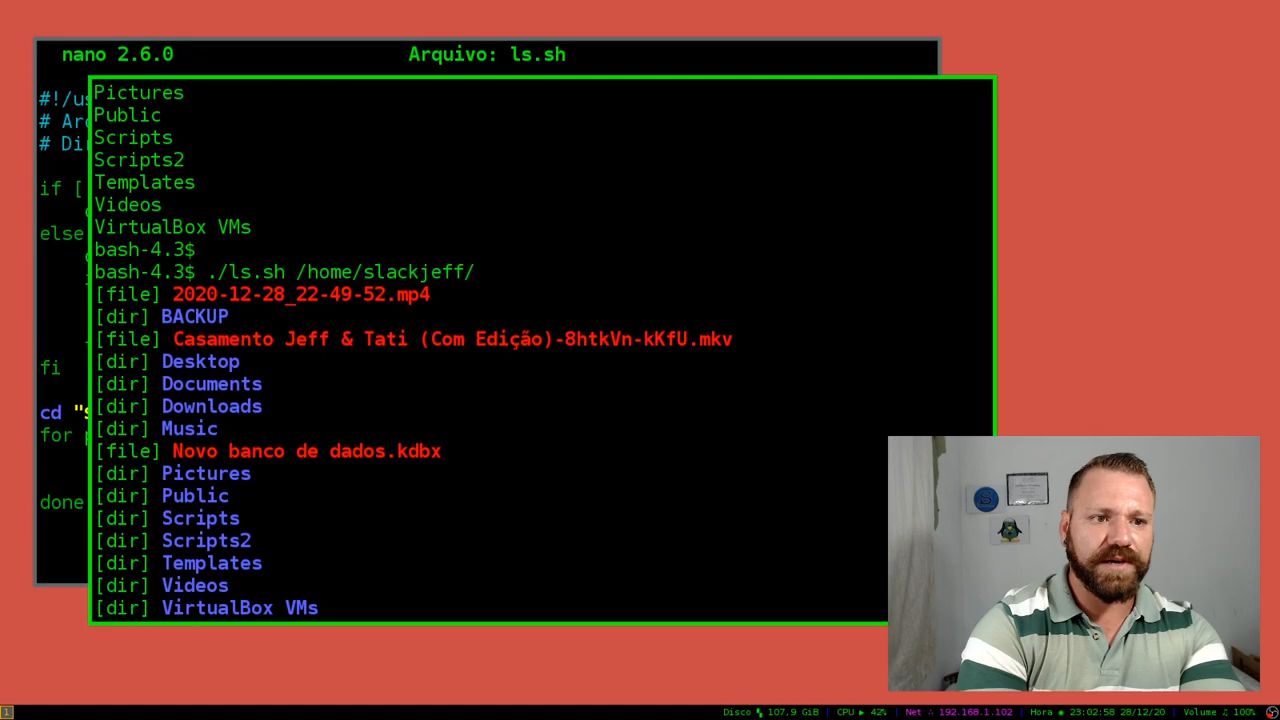 nano 2.6.0 Arquivo: ls.sh
#!/us
# Arq
# Dir
if [
else
fi
cd "$
for p
done
Pictures
Public
Scripts
Scripts2
Templates
Videos
VirtualBox VMs
bash-4.3$
bash-4.3$ ./ls.sh /home/slackjeff/
[file] 2020-12-28_22-49-52.mp4
[dir] BACKUP
[file] Casamento Jeff & Tati (Com Edição)-8htkVn-kKfU.mkv
[dir] Desktop
[dir] Documents
[dir] Downloads
[dir] Music
[file] Novo banco de dados.kdbx
[dir] Pictures
[dir] Public
[dir] Scripts
[dir] Scripts2
[dir] Templates
[dir] Videos
[dir] VirtualBox VMs
1
Disco 107,9 GiB | CPU ▶ 42% | Net 192.168.1.102 | Hora ◉ 23:02:58 28/12/20 | Volume ♫ 100%